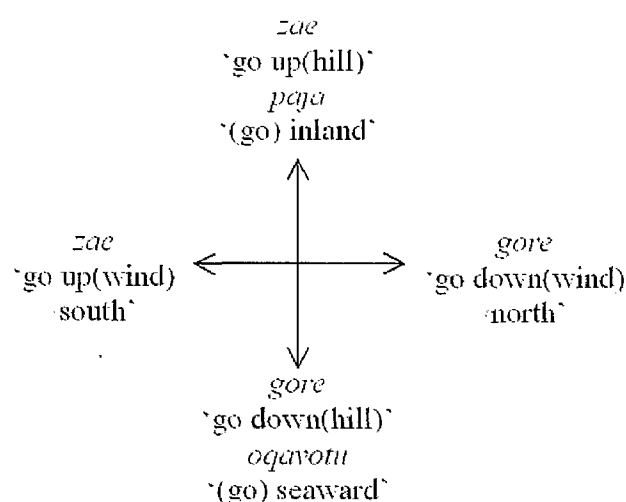 zae
`go up(hill)`
paja
`(go) inland`
zae
`go up(wind)
south`
gore
`go down(wind)
north`
gore
`go down(hill)`
oqavotu
`(go) seaward`